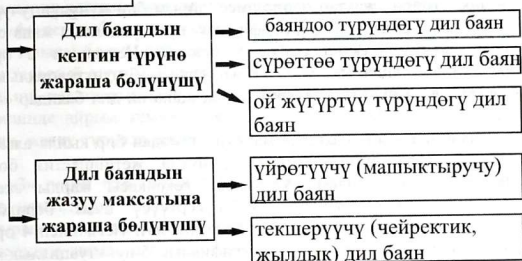 Дил баяндын
кептин түрүнө
жараша бөлүнүшү
баяндоо түрүндөгү дил баян
сүрөттөө түрүндөгү дил баян
ой жүгүртүү түрүндөгү дил
баян
Дил баяндын
жазуу максатына
жараша бөлүнүшү
үйрөтүүчү (машыктыручу)
дил баян
текшерүүчү (чейректик,
жылдык) дил баян